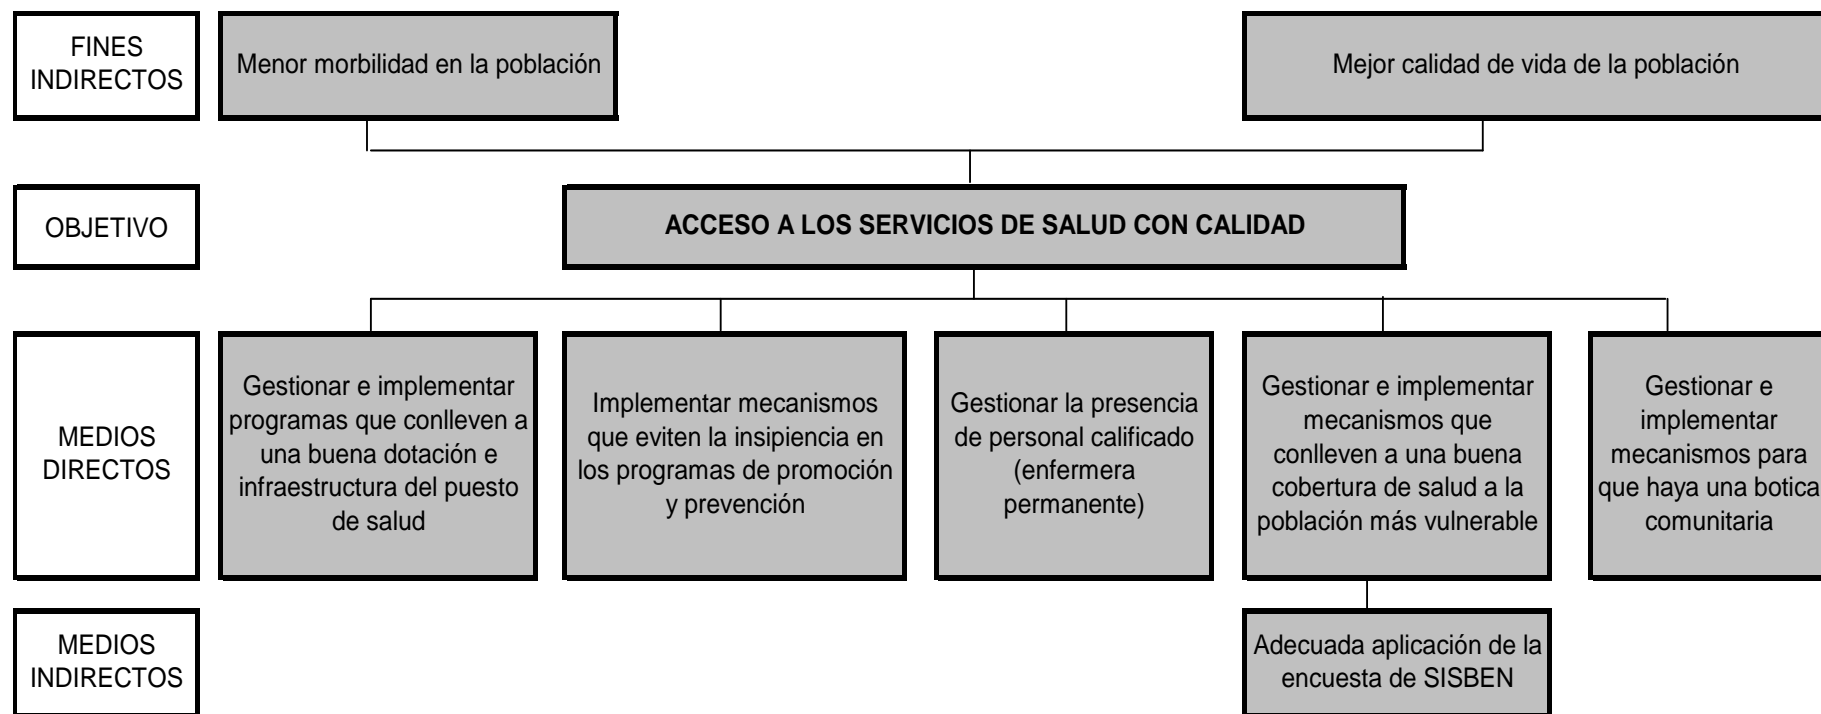 FINES
INDIRECTOS
Menor morbilidad en la población
Mejor calidad de vida de la población
OBJETIVO
ACCESO A LOS SERVICIOS DE SALUD CON CALIDAD
MEDIOS
DIRECTOS
Gestionar e implementar
programas que conlleven a
una buena dotación e
infraestructura del puesto
de salud
Implementar mecanismos
que eviten la insipiencia en
los programas de promoción
y prevención
Gestionar la presencia
de personal calificado
(enfermera
permanente)
Gestionar e implementar
mecanismos que
conlleven a una buena
cobertura de salud a la
población más vulnerable
Gestionar e
implementar
mecanismos para
que haya una botica
comunitaria
MEDIOS
INDIRECTOS
Adecuada aplicación de la
encuesta de SISBEN